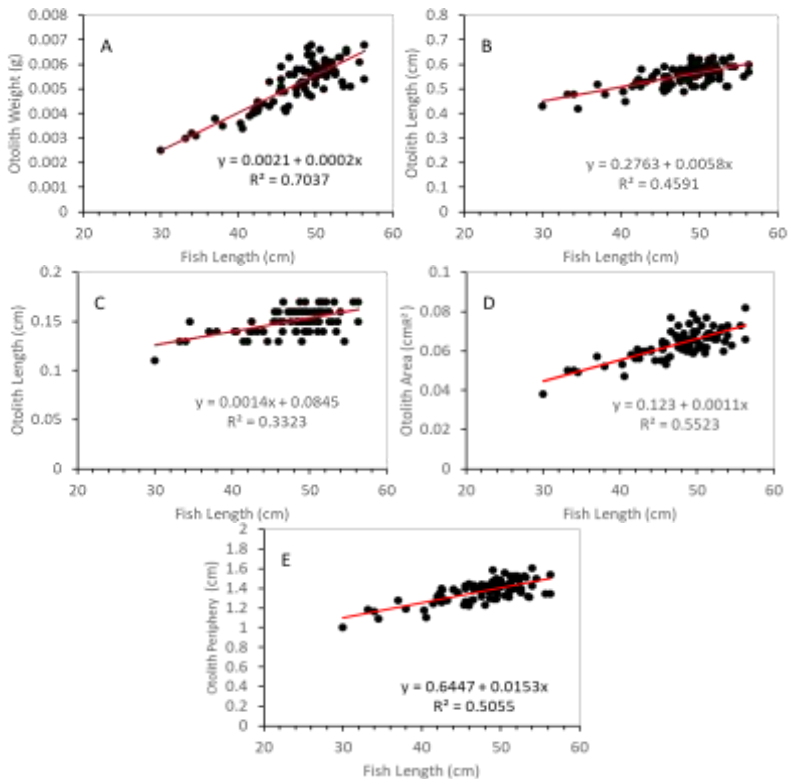 A
0.008
0.007
0.006
0.005
0.004
0.003
0.002
0.001
0
Otolith Weight (g)
y = 0.0021 + 0.0002x
R² = 0.7037
20 30 40 50 60
Fish Length (cm)
B
0.8
0.7
0.6
0.5
0.4
0.3
0.2
0.1
0
Otolith Length (cm)
y = 0.2763 + 0.0058x
R² = 0.4591
20 30 40 50 60
Fish Length (cm)
C
0.2
0.15
0.1
0.05
0
Otolith Length (cm)
y = 0.0014x + 0.0845
R² = 0.3323
20 30 40 50 60
Fish Length (cm)
D
0.1
0.08
0.06
0.04
0.02
0
Otolith Area (cmR²)
y = 0.123 + 0.0011x
R² = 0.5523
20 30 40 50 60
Fish Length (cm)
E
2
1.8
1.6
1.4
1.2
1
0.8
0.6
0.4
0.2
0
Otolith Periphery (cm)
y = 0.6447 + 0.0153x
R² = 0.5055
20 30 40 50 60
Fish Length (cm)